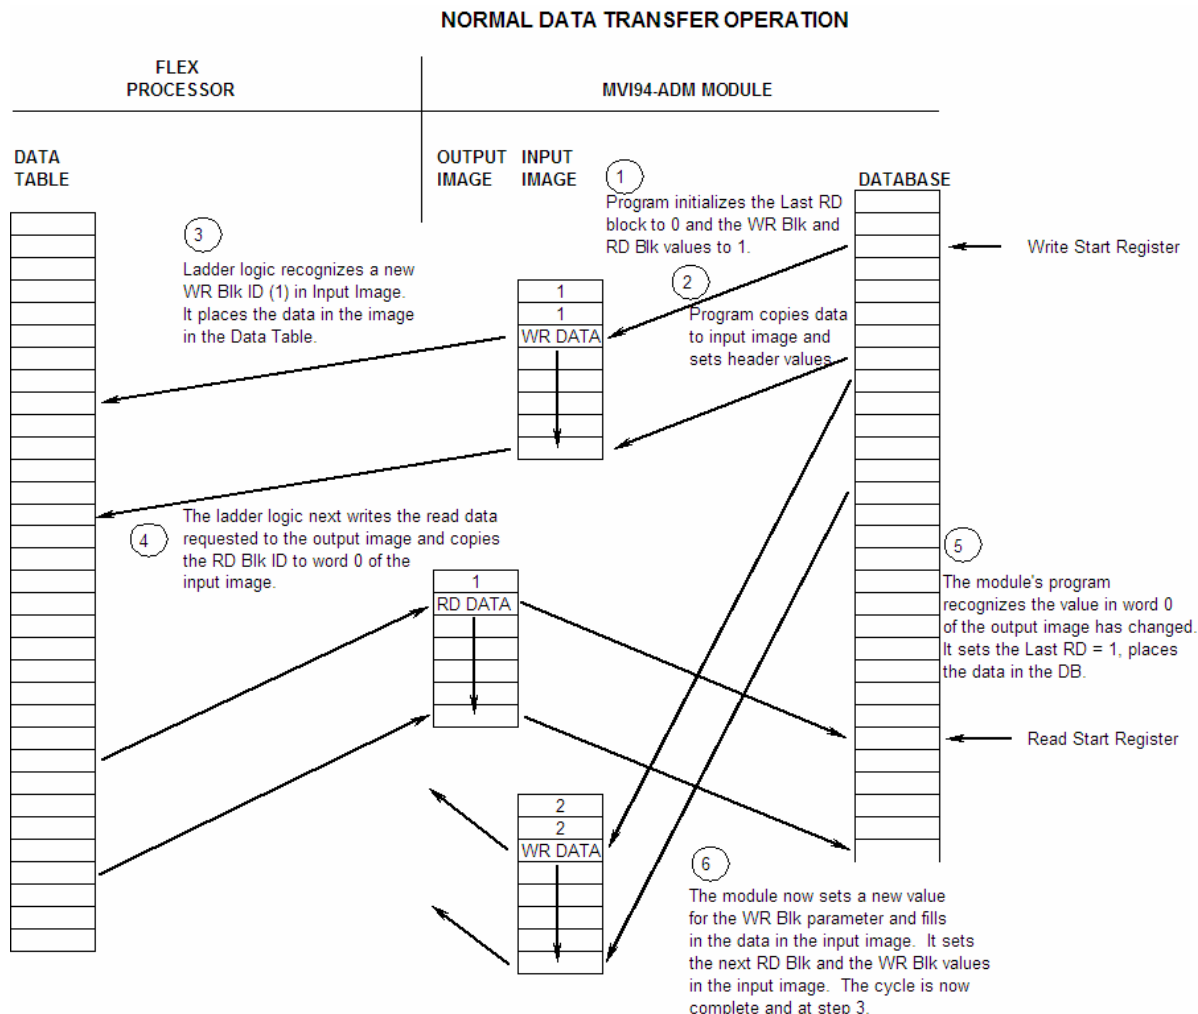 NORMAL DATA TRANSFER OPERATION
FLEX
PROCESSOR
MVI94-ADM MODULE
DATA
TABLE
OUTPUT
IMAGE
INPUT
IMAGE
DATABASE
1
Program initializes the Last RD
block to 0 and the WR Blk and
RD Blk values to 1.
Write Start Register
2
Program copies data
to input image and
sets header values
3
Ladder logic recognizes a new
WR Blk ID (1) in Input Image.
It places the data in the image
in the Data Table.
1
1
WR DATA
4
The ladder logic next writes the read data
requested to the output image and copies
the RD Blk ID to word 0 of the
input image.
1
RD DATA
5
The module's program
recognizes the value in word 0
of the output image has changed.
It sets the Last RD = 1, places
the data in the DB.
Read Start Register
2
2
WR DATA
6
The module now sets a new value
for the WR Blk parameter and fills
in the data in the input image. It sets
the next RD Blk and the WR Blk values
in the input image. The cycle is now
complete and at step 3.